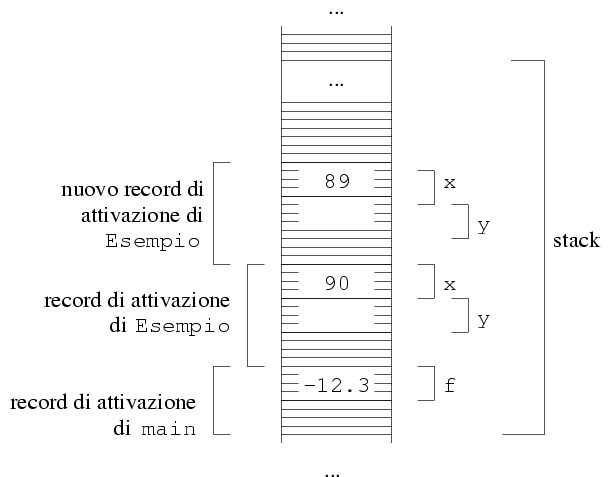 ...
...
89
x
nuovo record di
attivazione di
Esempio
y
stack
90
x
record di attivazione
di Esempio
y
-12.3
f
record di attivazione
di main
...